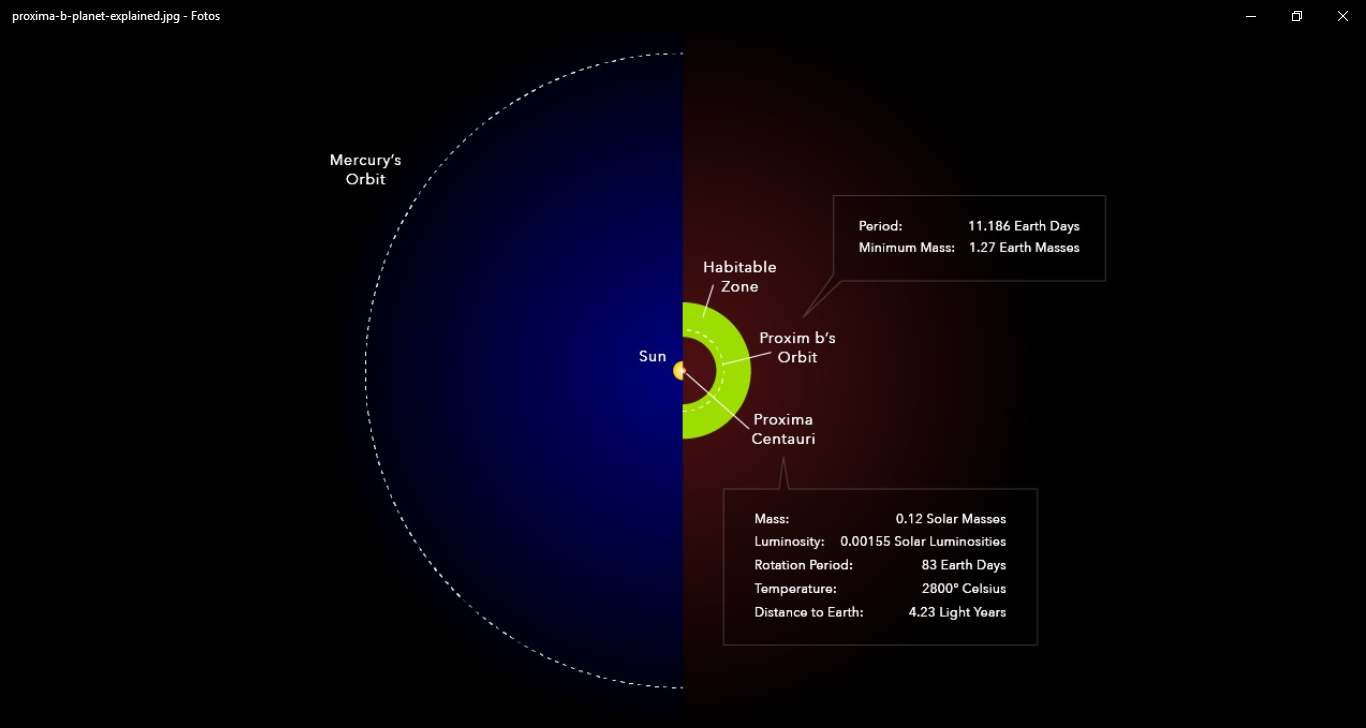 proxima-b-planet-explained.jpg - Fotos
Mercury's
Orbit
Period: 11.186 Earth Days
Minimum Mass: 1.27 Earth Masses
Habitable
Zone
Proxim b's
Orbit
Sun
Proxima
Centauri
Mass: 0.12 Solar Masses
Luminosity: 0.00155 Solar Luminosities
Rotation Period: 83 Earth Days
Temperature: 2800° Celsius
Distance to Earth: 4.23 Light Years